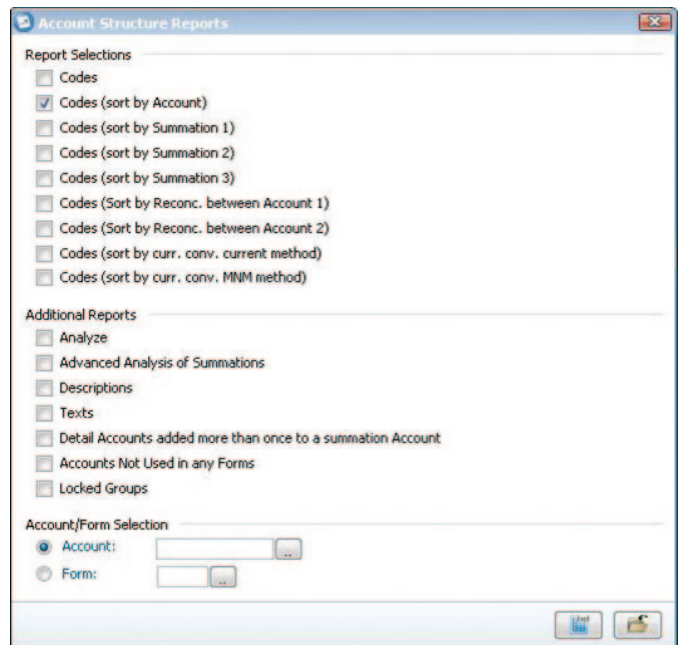 Account Structure Reports
Report Selections
Codes
Codes (sort by Account)
Codes (sort by Summation 1)
Codes (sort by Summation 2)
Codes (sort by Summation 3)
Codes (Sort by Reconc. between Account 1)
Codes (Sort by Reconc. between Account 2)
Codes (sort by curr. conv. current method)
Codes (sort by curr. conv. MNM method)
Additional Reports
Analyze
Advanced Analysis of Summations
Descriptions
Texts
Detail Accounts added more than once to a summation Account
Accounts Not Used in any Forms
Locked Groups
Account/Form Selection
Account: ..
Form: ..